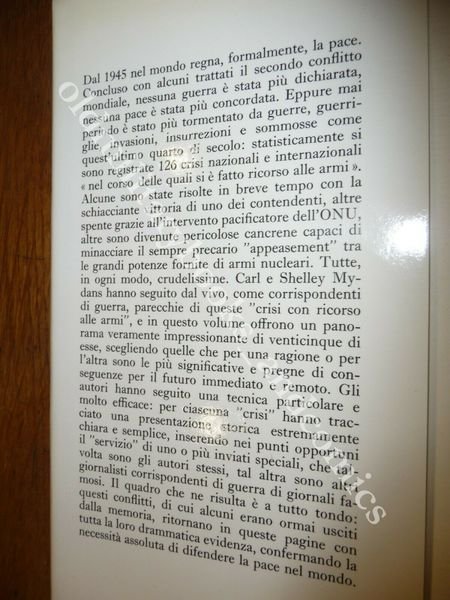 Dal 1945 nel mondo regna, formalmente, la pace.
Concluso con alcuni trattati il secondo conflitto
mondiale, nessuna guerra è stata più dichiarata,
nessuna pace è stata più concordata. Eppure mai
periodo è stato più tormentato da guerre, guerri-
glie, invasioni, insurrezioni e sommosse come
quest'ultimo quarto di secolo: statisticamente si
sono registrate 126 crisi nazionali e internazionali
« nel corso delle quali si è fatto ricorso alle armi ».
Alcune sono state risolte in breve tempo con la
schiacciante vittoria di uno dei contendenti, altre
spente grazie all'intervento pacificatore dell'ONU,
altre sono divenute pericolose cancrene capaci di
minacciare il sempre precario "appeasement" tra
le grandi potenze fornite di armi nucleari. Tutte,
in ogni modo, crudelissime. Carl e Shelley My-
dans hanno seguito dal vivo, come corrispondenti
di guerra, parecchie di queste "crisi con ricorso
alle armi", e in questo volume offrono un pano-
rama veramente impressionante di venticinque di
esse, scegliendo quelle che per una ragione o per
l'altra sono le più significative e pregne di con-
seguenze per il futuro immediato e remoto. Gli
autori hanno seguito una tecnica particolare e
molto efficace: per ciascuna "crisi" hanno trac-
ciato una presentazione storica estremamente
chiara e semplice, inserendo nei punti opportuni
il "servizio" di uno o più inviati speciali, che tal-
volta sono gli autori stessi, tal altra sono altri
giornalisti corrispondenti di guerra di giornali fa-
mosi. Il quadro che ne risulta è a tutto tondo:
questi conflitti, di cui alcuni erano ormai usciti
dalla memoria, ritornano in queste pagine con
tutta la loro drammatica evidenza, confermando la
necessità assoluta di difendere la pace nel mondo.